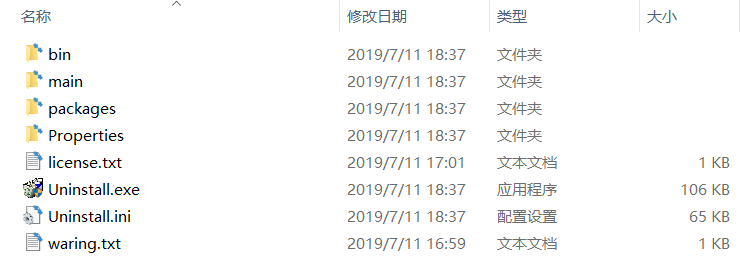 名称 修改日期 类型 大小
bin 2019/7/11 18:37 文件夹
main 2019/7/11 18:37 文件夹
packages 2019/7/11 18:37 文件夹
Properties 2019/7/11 18:37 文件夹
license.txt 2019/7/11 17:01 文本文档 1 KB
Uninstall.exe 2019/7/11 18:37 应用程序 106 KB
Uninstall.ini 2019/7/11 18:37 配置设置 65 KB
waring.txt 2019/7/11 16:59 文本文档 1 KB